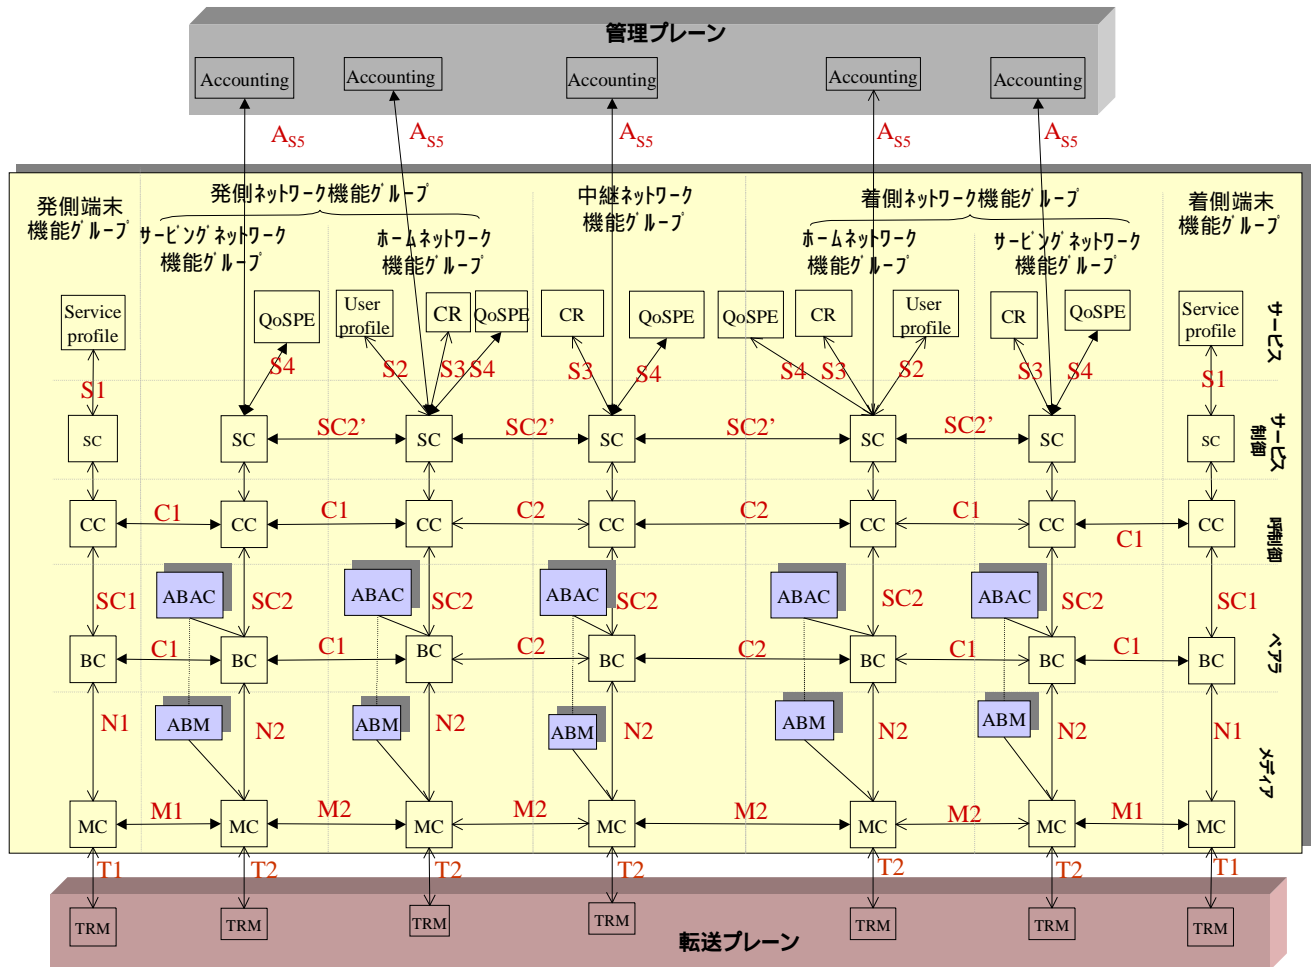 管理プレーン
Accounting Accounting Accounting Accounting Accounting
A_S5 A_S5 A_S5 A_S5 A_S5
発側端末
機能グループ
発側ネットワーク機能グループ
サービングネットワーク
機能グループ
ホームネットワーク
機能グループ
中継ネットワーク
機能グループ
着側ネットワーク機能グループ
ホームネットワーク
機能グループ
サービングネットワーク
機能グループ
着側端末
機能グループ
Service
profile
QoSPE
User
profile
CR
QoSPE
CR
QoSPE
QoSPE
CR
User
profile
CR
QoSPE
Service
profile
サービス
S1 S4 S2 S3 S4 S3 S4 S4 S3 S2 S3 S4 S1
SC SC SC2’ SC SC2’ SC SC2’ SC SC2’ SC SC
サービス
制御
CC C1 CC C1 CC C2 CC C2 CC C1 CC C1 CC
呼制御
ABAC ABAC ABAC ABAC ABAC
SC1 SC2 SC2 SC2 SC2 SC2 SC1
BC C1 BC C1 BC C2 BC C2 BC C1 BC C1 BC
ベアラ
ABM ABM ABM ABM ABM
N1 N2 N2 N2 N2 N2 N1
メディア
MC M1 MC M2 MC M2 MC M2 MC M2 MC M1 MC
T1 T2 T2 T2 T2 T2 T1
TRM TRM TRM TRM TRM TRM TRM
転送プレーン